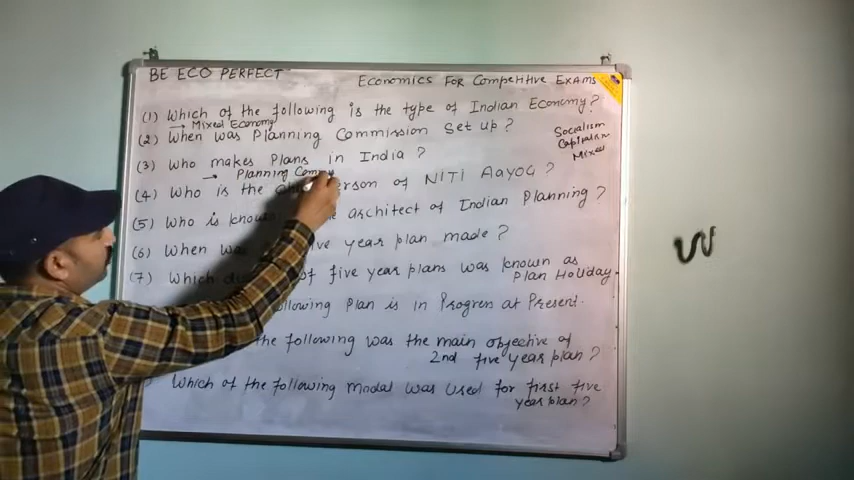 BE ECO PERFECT
Economics For Competitive Exams
(1) Which of the following is the type of Indian Economy?
→ Mixed Economy
(2) When was Planning Commission set up?
Socialism
Capitalism
Mixed
(3) Who makes Plans in India?
→ Planning Comm
(4) Who is the person of NITI Aayog?
(5) Who is know architect of Indian Planning?
(6) When wa five year plan made?
(7) Which of five year plans was known as
Plan Holiday
ollowing Plan is in Progress at Present.
the following was the main objective of
2nd five year plan?
Which of the following modal was used for first five
year plan?